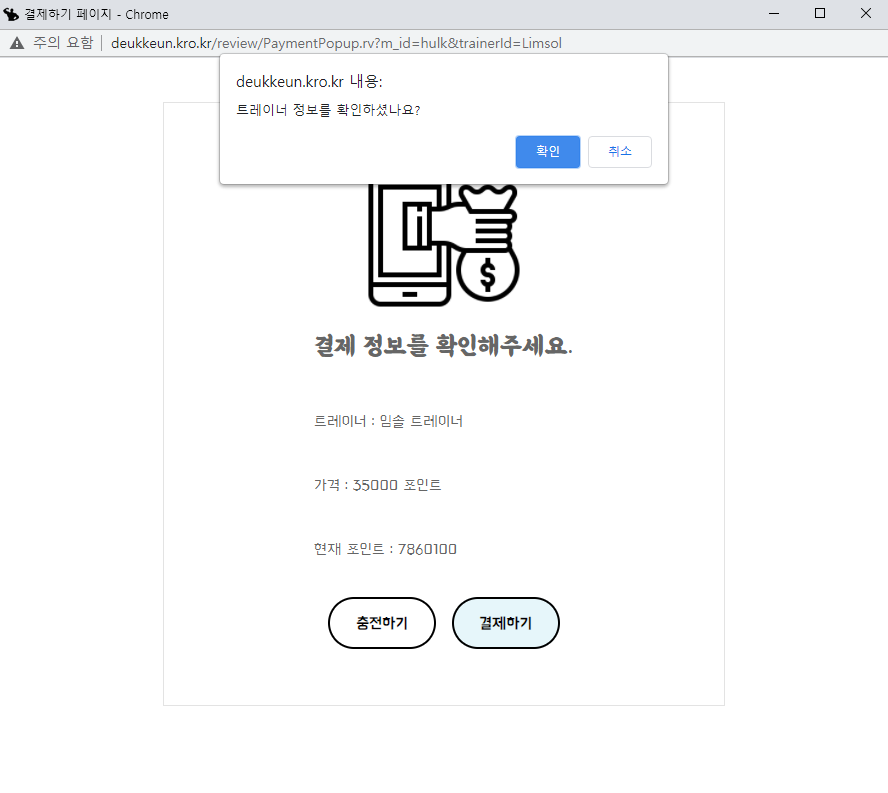 결제하기 페이지 - Chrome
주의 요함 | deukkeun.kro.kr/review/PaymentPopup.rv?m_id=hulk&trainerId=Limsol
deukkeun.kro.kr 내용:
트레이너 정보를 확인하셨나요?
확인 취소
$
결제 정보를 확인해주세요.
트레이너 : 임솔 트레이너
가격 : 35000 포인트
현재 포인트 : 7860100
충전하기 결제하기